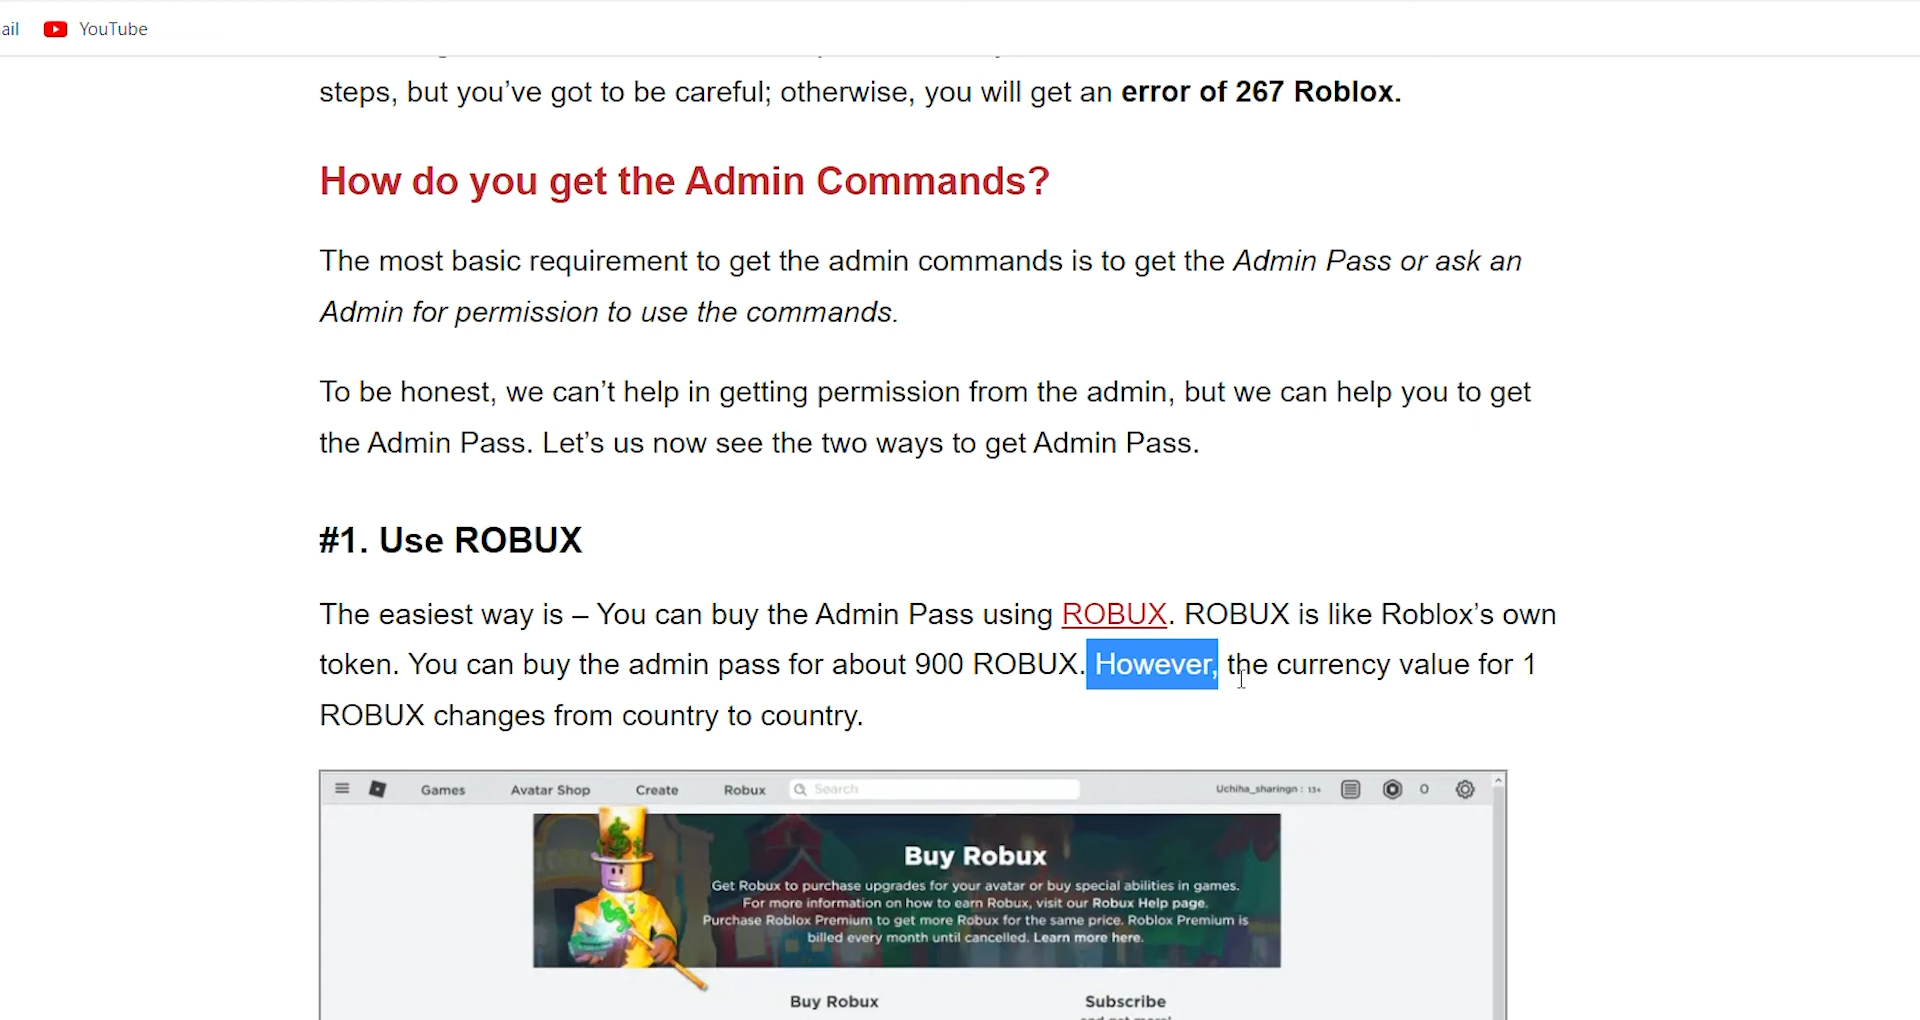 ail YouTube
steps, but you’ve got to be careful; otherwise, you will get an error of 267 Roblox.
How do you get the Admin Commands?
The most basic requirement to get the admin commands is to get the Admin Pass or ask an
Admin for permission to use the commands.
To be honest, we can’t help in getting permission from the admin, but we can help you to get
the Admin Pass. Let’s us now see the two ways to get Admin Pass.
#1. Use ROBUX
The easiest way is – You can buy the Admin Pass using ROBUX. ROBUX is like Roblox’s own
token. You can buy the admin pass for about 900 ROBUX. However, the currency value for 1
ROBUX changes from country to country.
Games Avatar Shop Create Robux Search Uchiha_sharingn : 13+ 0
Buy Robux
Get Robux to purchase upgrades for your avatar or buy special abilities in games.
For more information on how to earn Robux, visit our Robux Help page.
Purchase Roblox Premium to get more Robux for the same price. Roblox Premium is
billed every month until cancelled. Learn more here.
Buy Robux Subscribe
and get more!